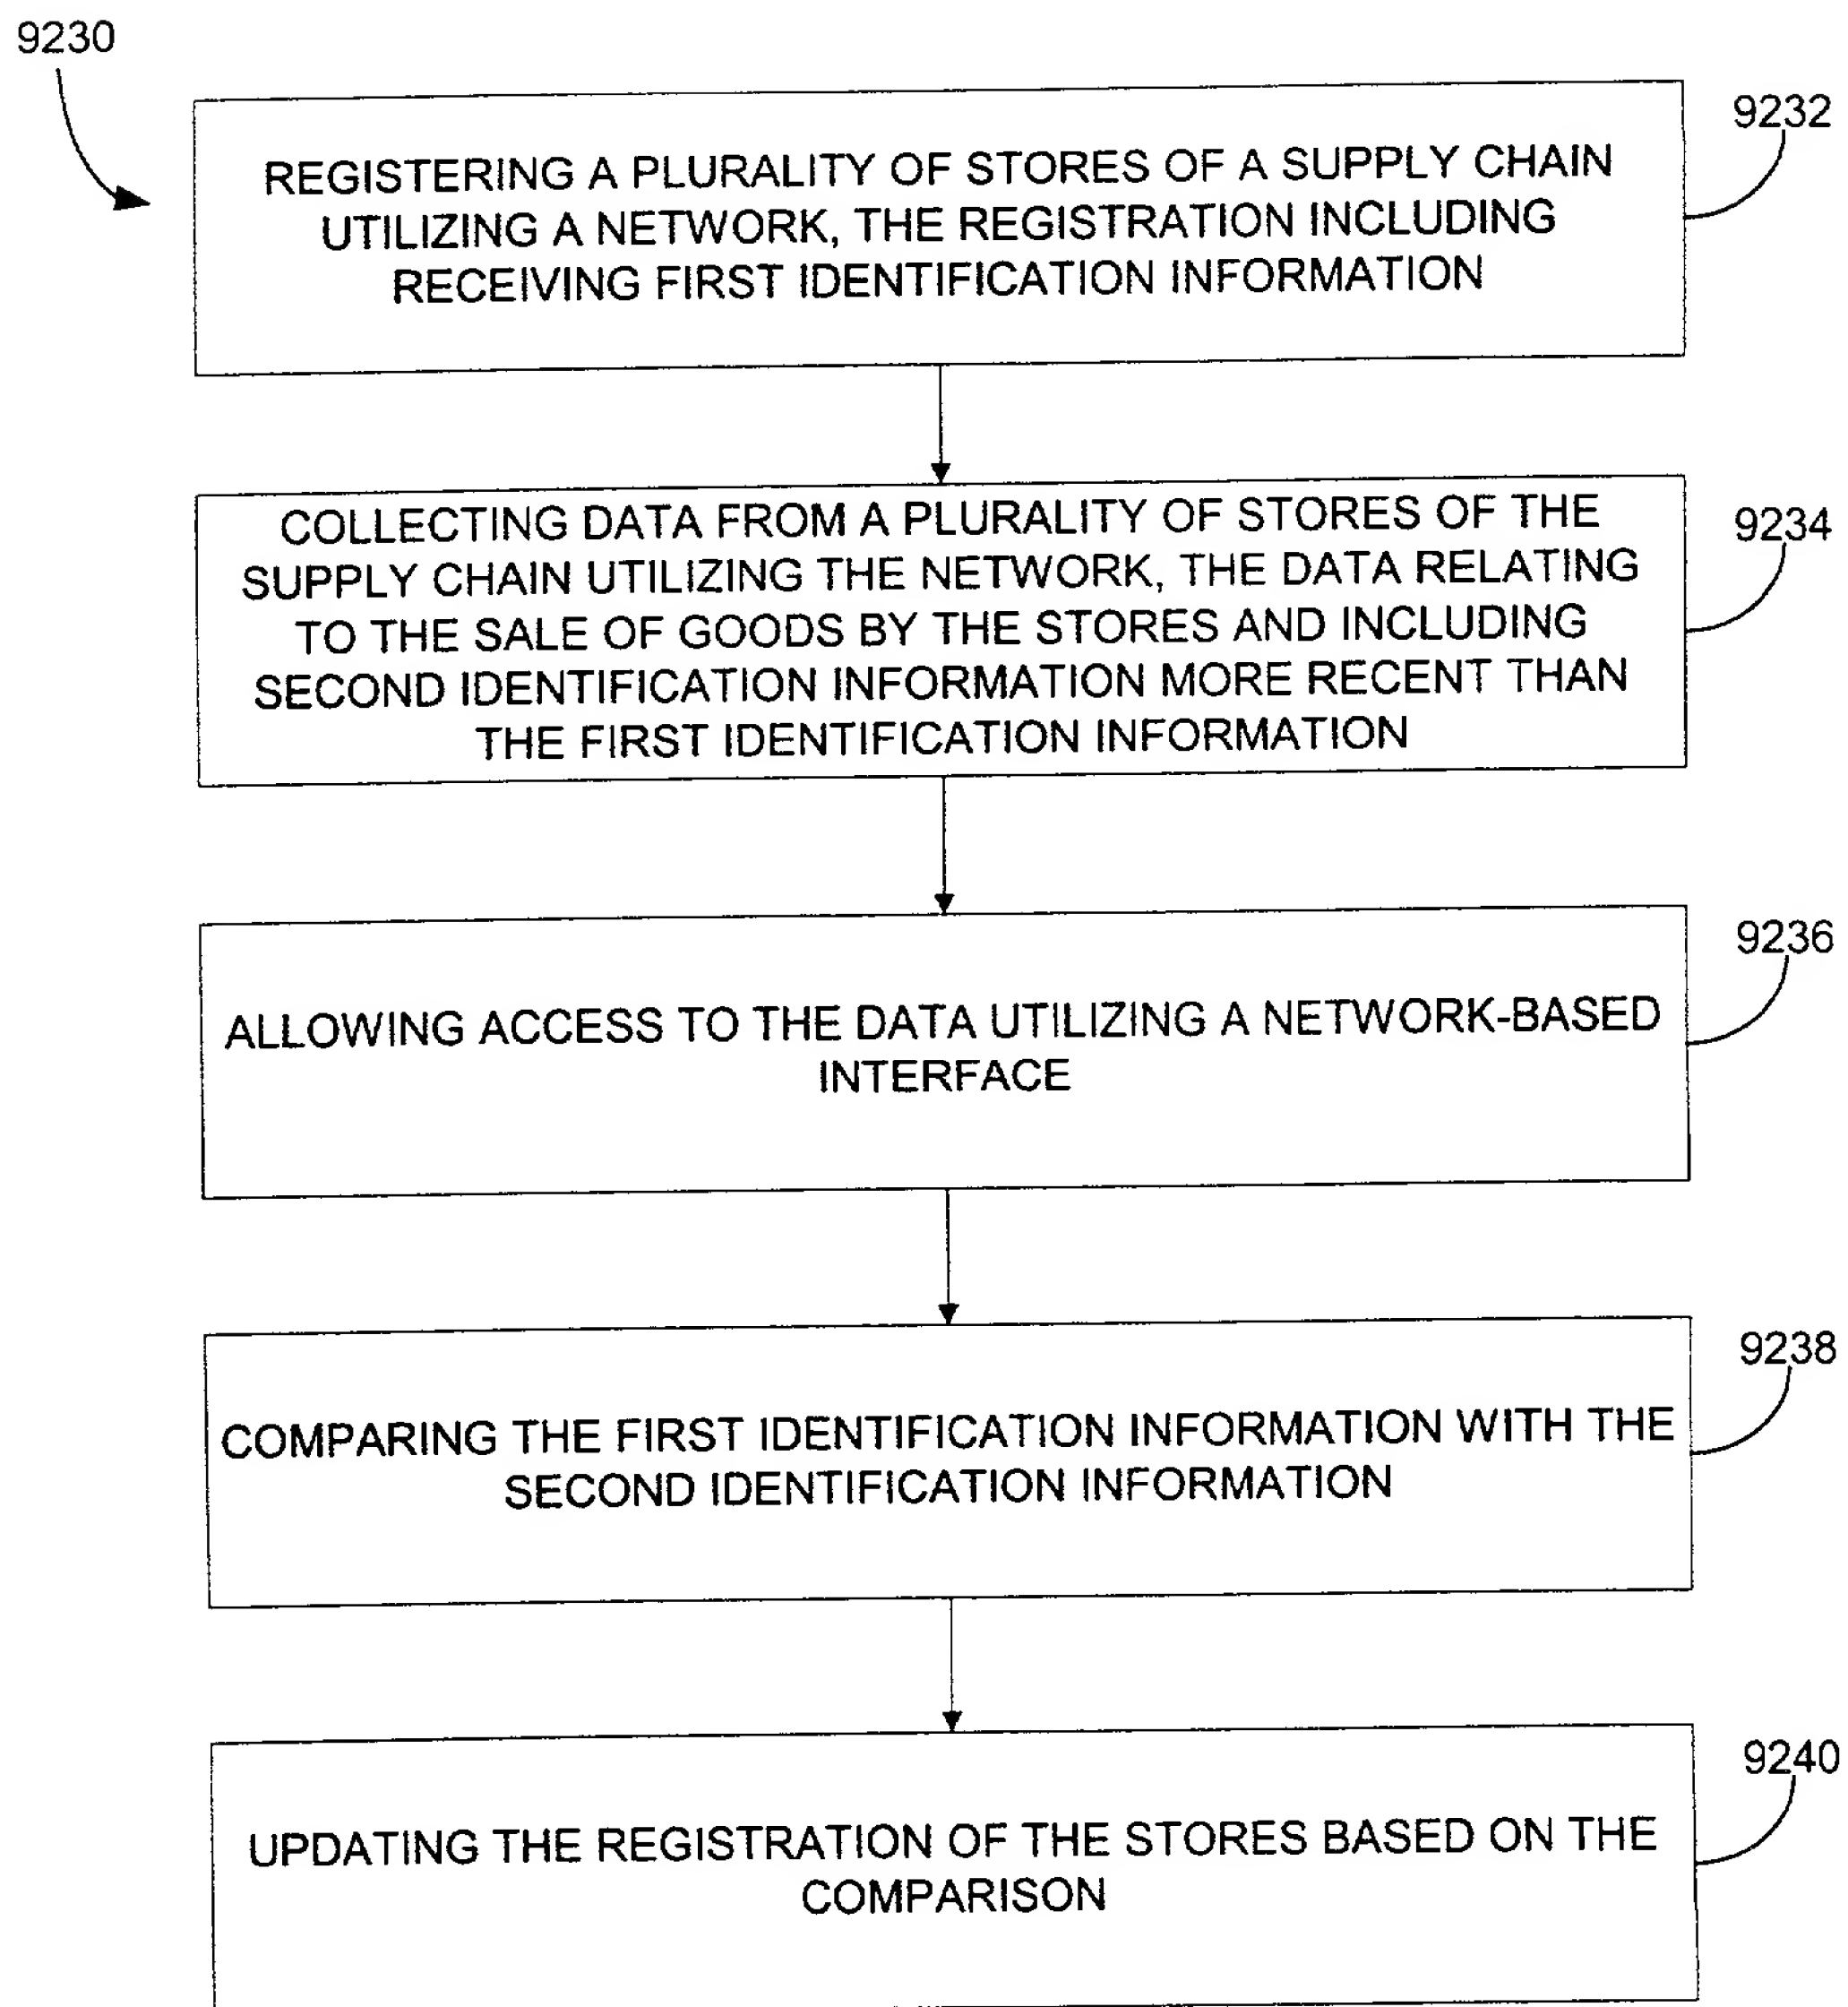 9230
9232
REGISTERING A PLURALITY OF STORES OF A SUPPLY CHAIN
UTILIZING A NETWORK, THE REGISTRATION INCLUDING
RECEIVING FIRST IDENTIFICATION INFORMATION
9234
COLLECTING DATA FROM A PLURALITY OF STORES OF THE
SUPPLY CHAIN UTILIZING THE NETWORK, THE DATA RELATING
TO THE SALE OF GOODS BY THE STORES AND INCLUDING
SECOND IDENTIFICATION INFORMATION MORE RECENT THAN
THE FIRST IDENTIFICATION INFORMATION
9236
ALLOWING ACCESS TO THE DATA UTILIZING A NETWORK-BASED
INTERFACE
9238
COMPARING THE FIRST IDENTIFICATION INFORMATION WITH THE
SECOND IDENTIFICATION INFORMATION
9240
UPDATING THE REGISTRATION OF THE STORES BASED ON THE
COMPARISON